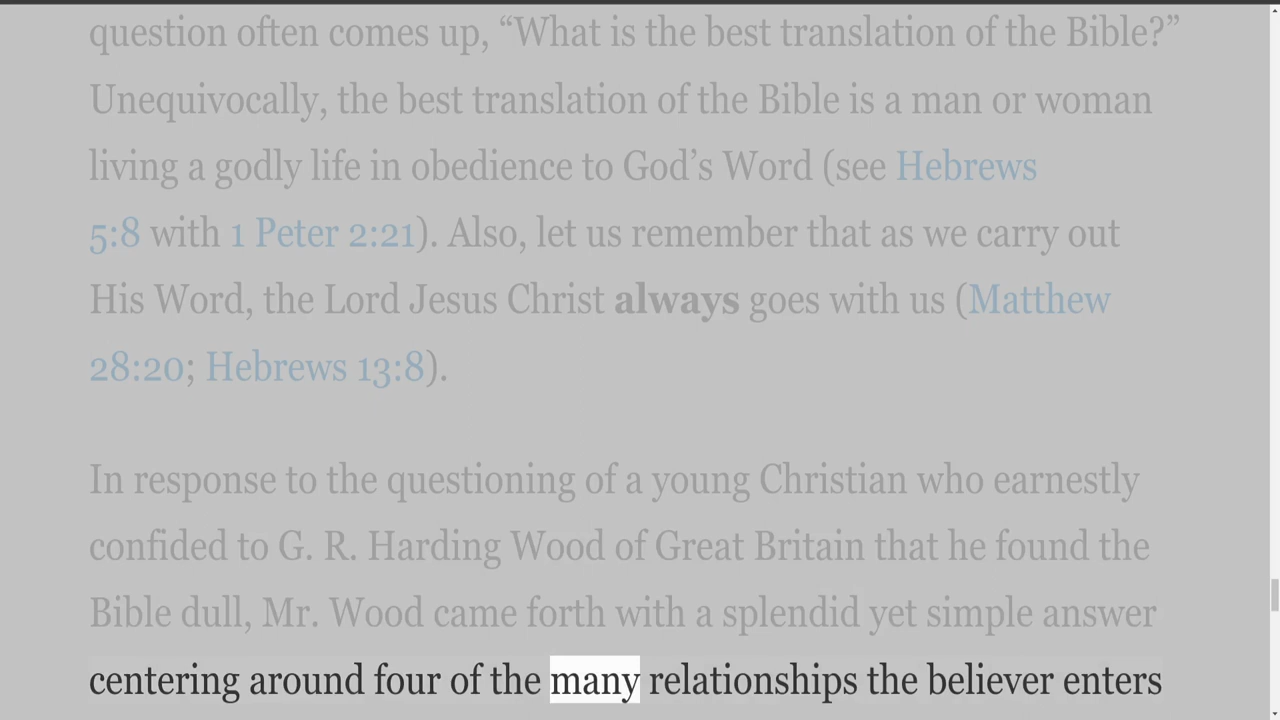 question often comes up, “What is the best translation of the Bible?”
Unequivocally, the best translation of the Bible is a man or woman
living a godly life in obedience to God’s Word (see Hebrews
5:8 with 1 Peter 2:21). Also, let us remember that as we carry out
His Word, the Lord Jesus Christ always goes with us (Matthew
28:20; Hebrews 13:8).
In response to the questioning of a young Christian who earnestly
confided to G. R. Harding Wood of Great Britain that he found the
Bible dull, Mr. Wood came forth with a splendid yet simple answer
centering around four of the many relationships the believer enters